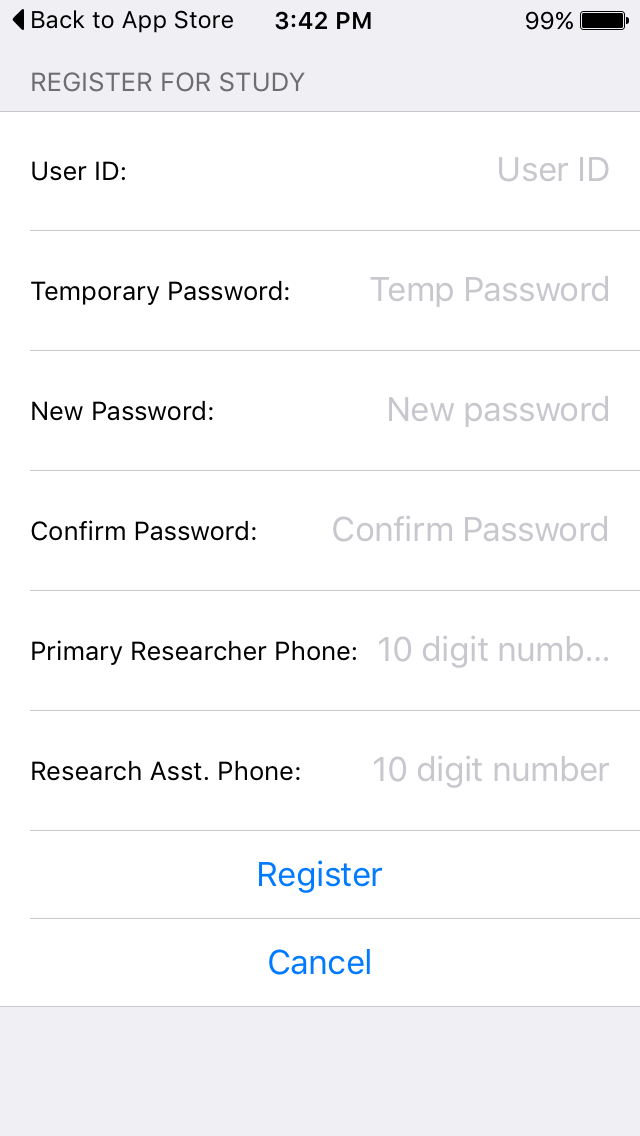 Back to App Store 3:42 PM 99%
REGISTER FOR STUDY
User ID: User ID
Temporary Password: Temp Password
New Password: New password
Confirm Password: Confirm Password
Primary Researcher Phone: 10 digit numb...
Research Asst. Phone: 10 digit number
Register
Cancel